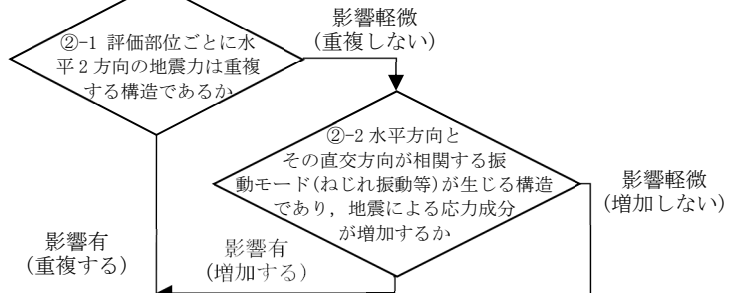 影響軽微
(重複しない)
②-1 評価部位ごとに水
平２方向の地震力は重複
する構造であるか
②-2 水平方向と
その直交方向が相関する振
動モード(ねじれ振動等)が生じる構造
であり，地震による応力成分
が増加するか
影響軽微
(増加しない)
影響有
(重複する)
影響有
(増加する)